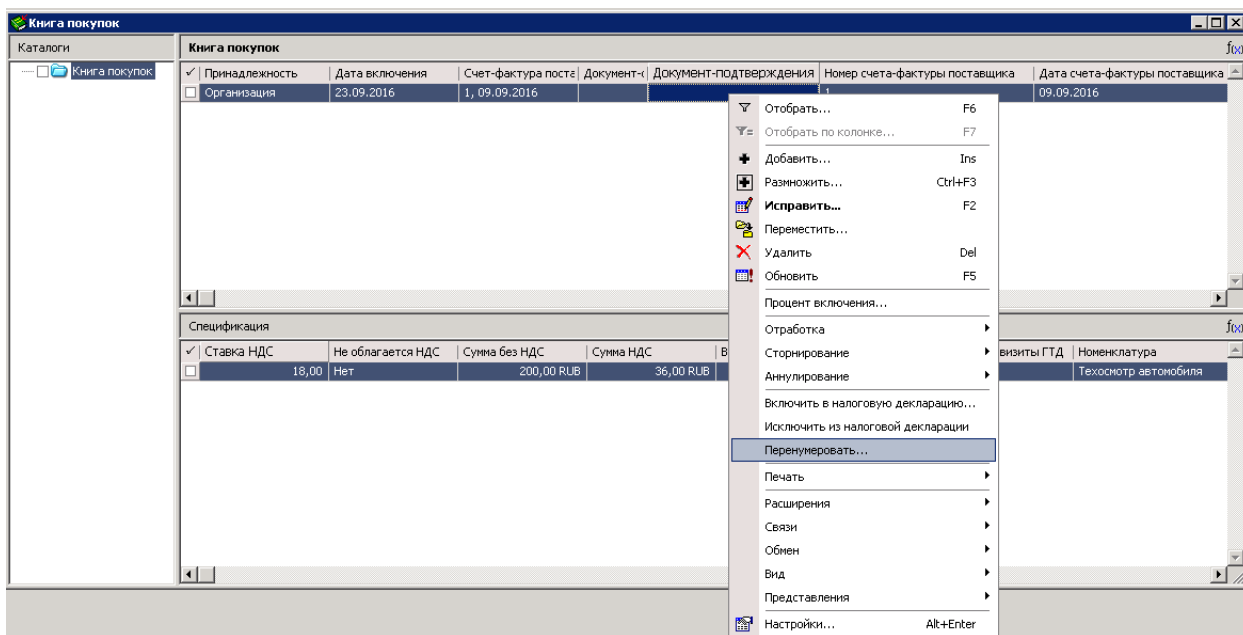 Книга покупок
Каталоги
Книга покупок
Книга покупок
f(x)
Принадлежность Дата включения Счет-фактура поста Документ-( Документ-подтверждения Номер счета-фактуры поставщика Дата счета-фактуры поставщика
Организация 23.09.2016 1, 09.09.2016 1 09.09.2016
Отобрать... F6
Отобрать по колонке... F7
Добавить... Ins
Размножить... Ctrl+F3
Исправить... F2
Переместить...
Удалить Del
Обновить F5
Процент включения...
Отработка
Сторнирование
Аннулирование
Включить в налоговую декларацию...
Исключить из налоговой декларации
Перенумеровать...
Печать
Расширения
Связи
Обмен
Вид
Представления
Настройки... Alt+Enter
Спецификация
f(x)
Ставка НДС Не облагается НДС Сумма без НДС Сумма НДС В визиты ГТД Номенклатура
18,00 Нет 200,00 RUB 36,00 RUB Техосмотр автомобиля